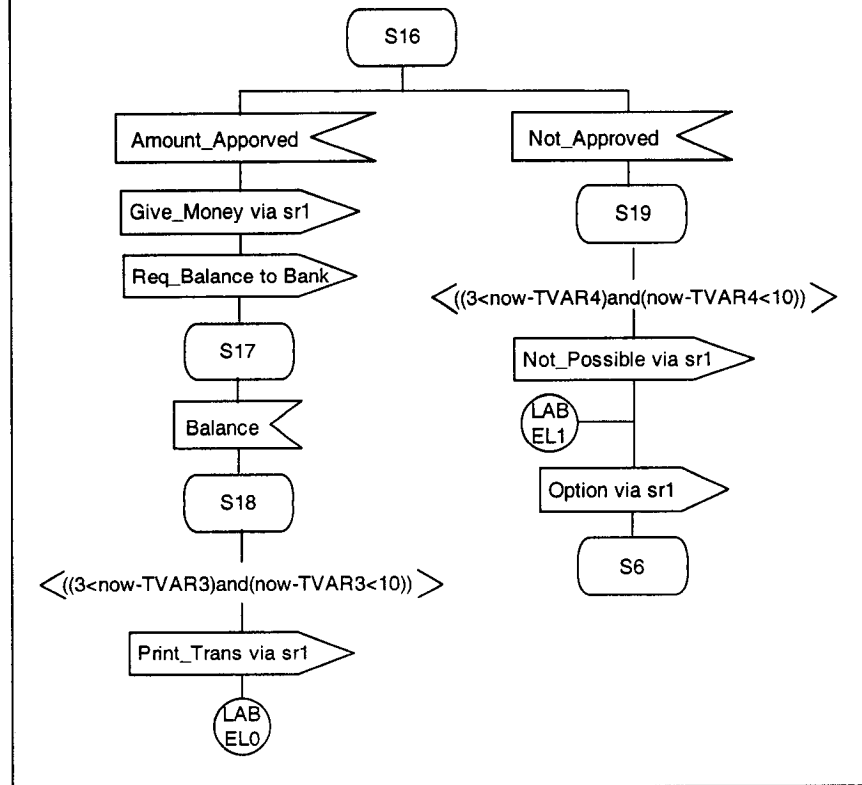 S16
Amount_Apporved
Give_Money via sr1
Req_Balance to Bank
S17
Balance
S18
<((3<now-TVAR3)and(now-TVAR3<10))>
Print_Trans via sr1
LAB
EL0
Not_Approved
S19
<((3<now-TVAR4)and(now-TVAR4<10))>
Not_Possible via sr1
LAB
EL1
Option via sr1
S6